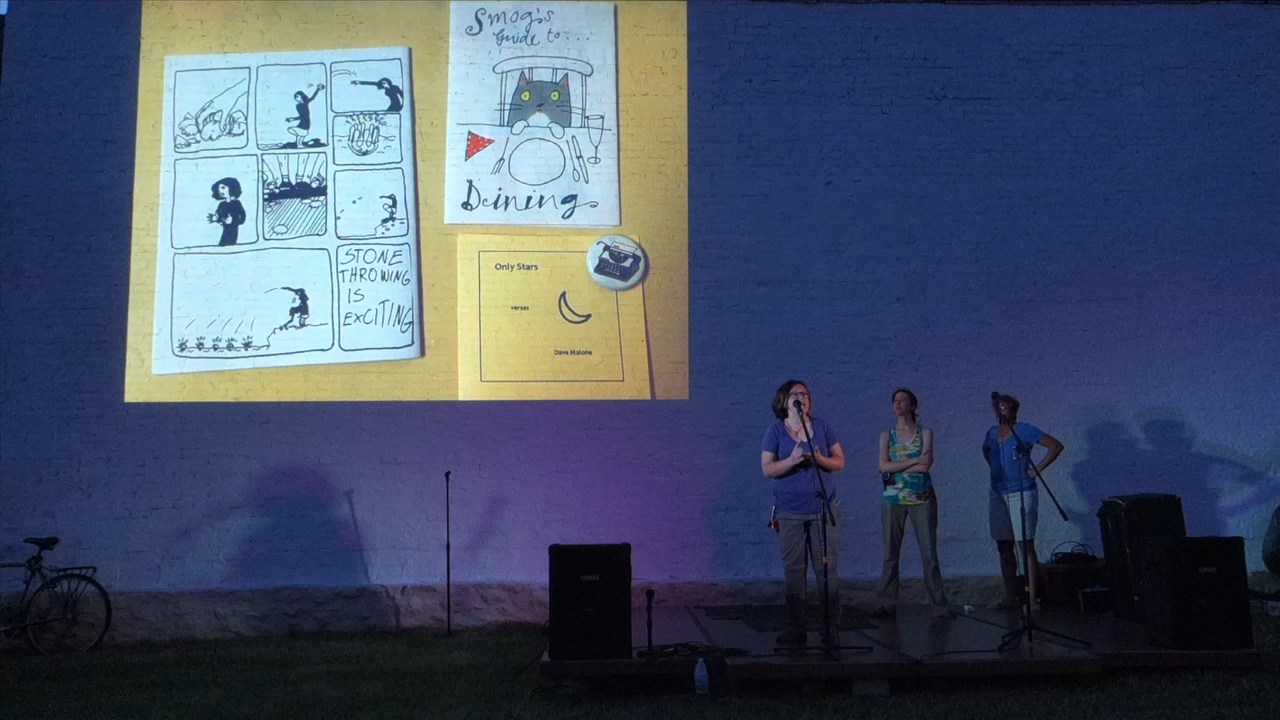 STONE
THROWING
IS
EXCITING
Smog's
Guide to...
Dining
Only Stars
verses
Dave Malone